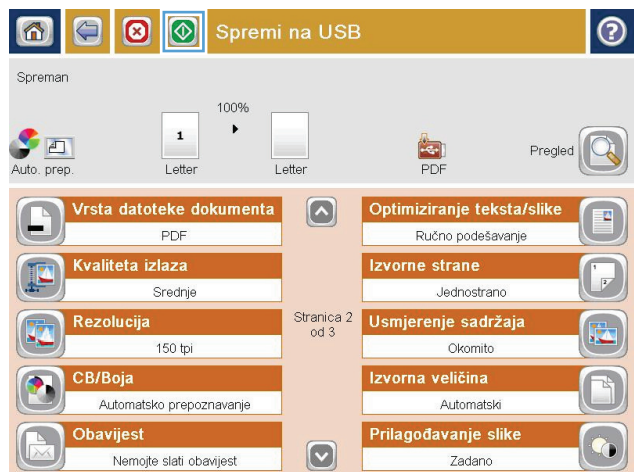 Spremi na USB
Spreman
100%
1
Auto. prep.
Letter
Letter
PDF
Pregled
Vrsta datoteke dokumenta
PDF
Kvaliteta izlaza
Srednje
Rezolucija
150 tpi
CB/Boja
Automatsko prepoznavanje
Obavijest
Nemojte slati obavijest
Stranica 2
od 3
Optimiziranje teksta/slike
Ručno podešavanje
Izvorne strane
Jednostrano
1
2
Usmjerenje sadržaja
Okomito
Izvorna veličina
Automatski
Prilagođavanje slike
Zadano